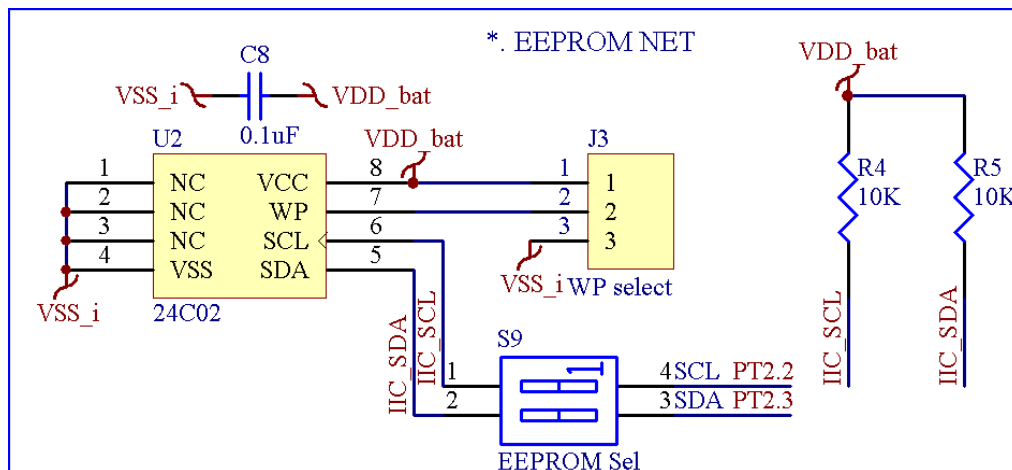 *. EEPROM NET
C8
VSS_i
VDD_bat
0.1uF
VDD_bat
U2
VDD_bat
J3
1 NC VCC 8 1 1
2 NC WP 7 2 2
3 NC SCL 6 3 3
4 VSS SDA 5
VSS_i
VSS_i
24C02
WP select
R4
10K
R5
10K
IIC_SDA
IIC_SCL
IIC_SCL
IIC_SDA
S9
1
1 4 SCL PT2.2
2 3 SDA PT2.3
EEPROM Sel